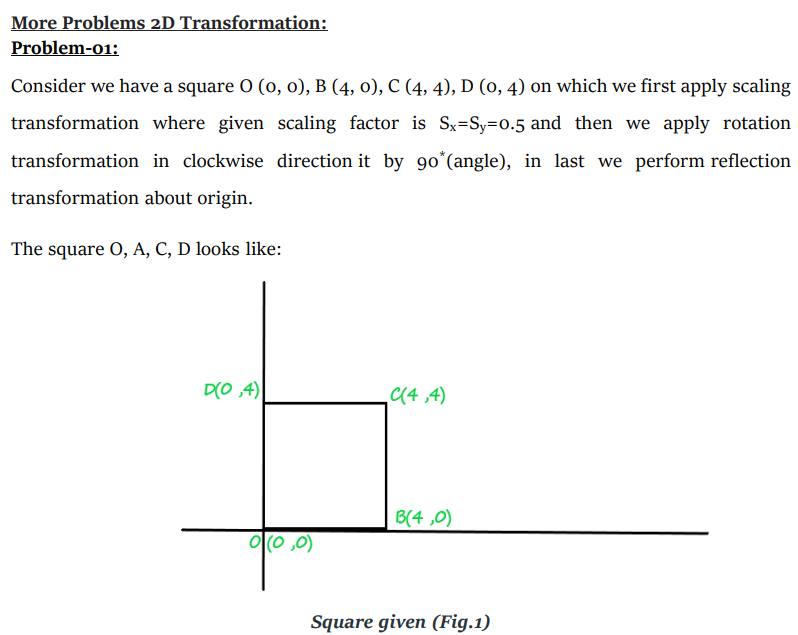 More Problems 2D Transformation:
Problem-01:
Consider we have a square O (0, 0), B (4, 0), C (4, 4), D (0, 4) on which we first apply scaling
transformation where given scaling factor is Sx=Sy=0.5 and then we apply rotation
transformation in clockwise direction it by 90*(angle), in last we perform reflection
transformation about origin.
The square O, A, C, D looks like:
D(0 ,4)
C(4 ,4)
B(4 ,0)
O(0 ,0)
Square given (Fig.1)